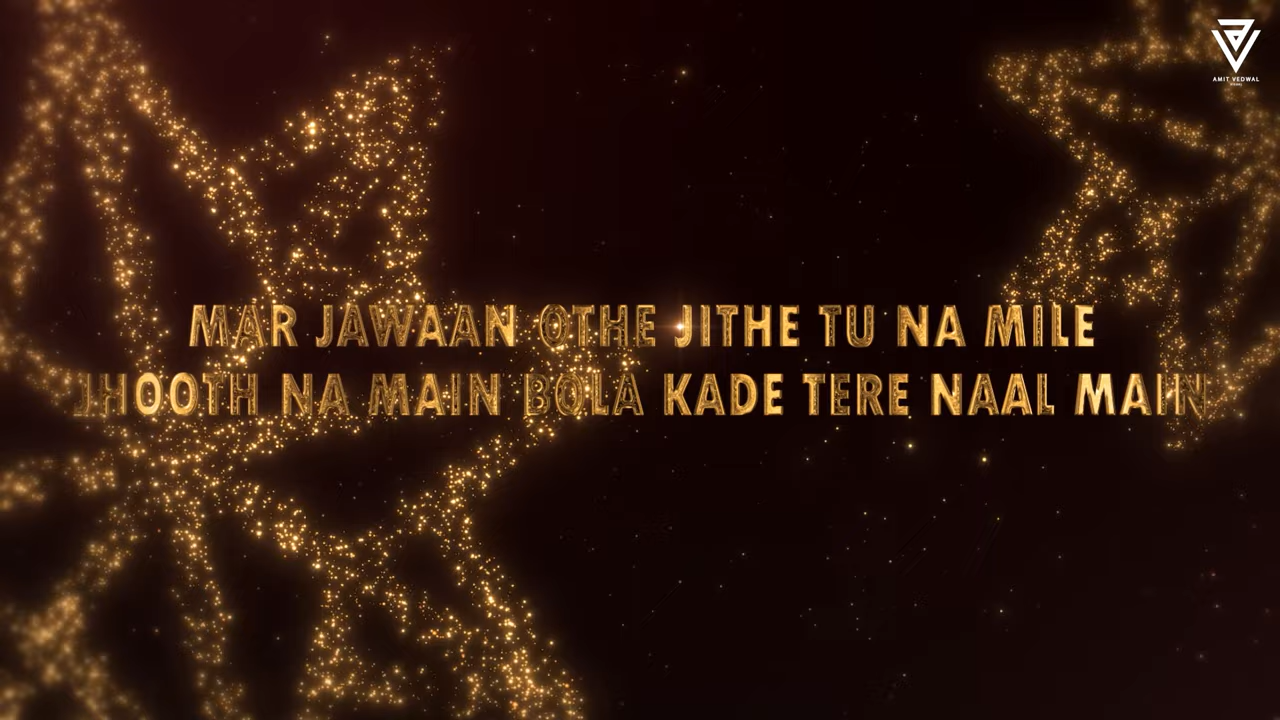 MAR JAWAAN OTHE JITHE TU NA MILE
JHOOTH NA MAIN BOLA KADE TERE NAAL MAIN
AMIT VEDWAL